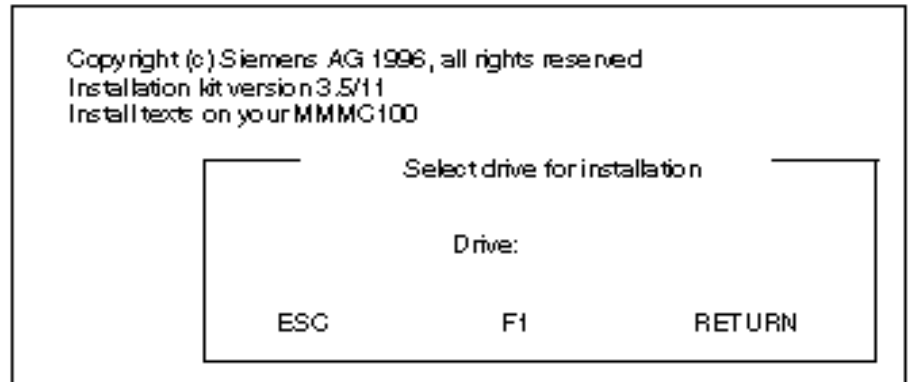 Copyright (c) Siemens AG 1996, all rights reserved
Installation kit version 3.5/11
Install texts on your MMMC100
Select drive for installation
Drive:
ESC F1 RETURN